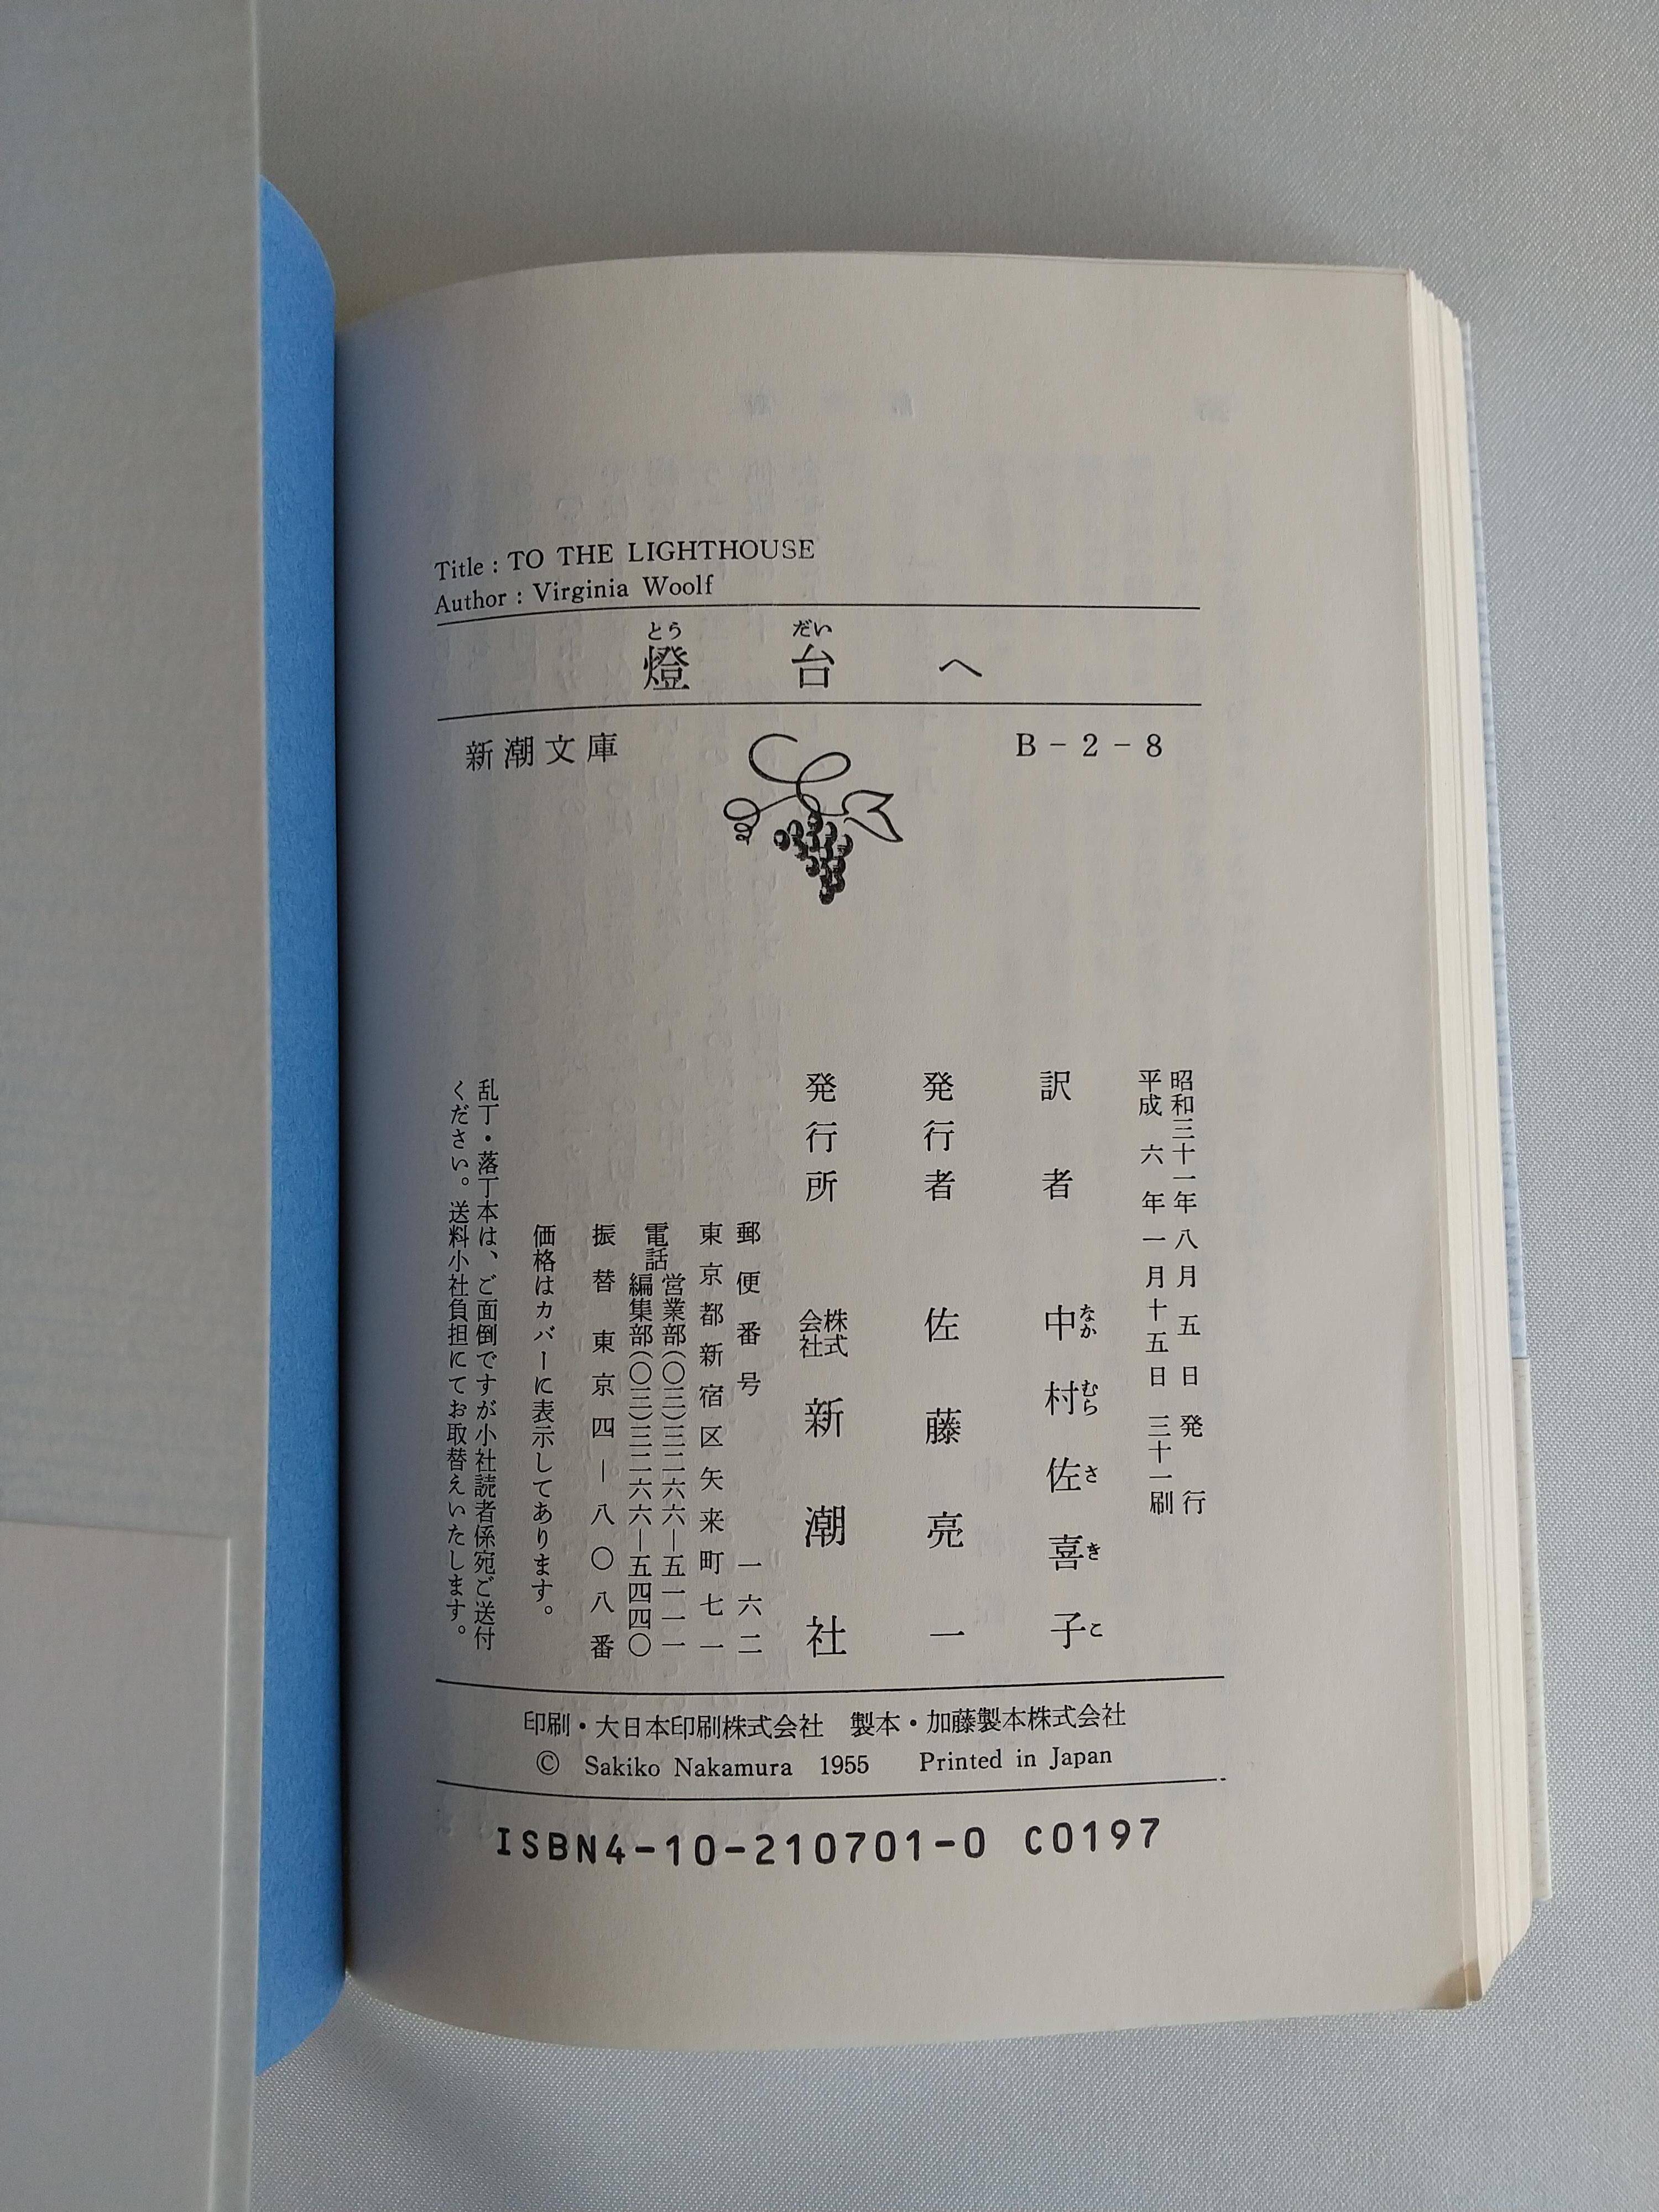 Title : TO THE LIGHTHOUSE
Author : Virginia Woolf
燈台へ
とうだい
新潮文庫
B-2-8
昭和三十一年八月五日発行
平成六年一月十五日三十一刷
訳者 中村佐喜子
なかむらさきこ
発行者 佐藤亮一
発行所 株式会社 新潮社
郵便番号 一六二
東京都新宿区矢来町七一
電話 営業部(〇三)三二六六―五一一一
編集部(〇三)三二六六―五四四〇
振替 東京四―八〇八番
価格はカバーに表示してあります。
乱丁・落丁本は、ご面倒ですが小社読者係宛ご送付
ください。送料小社負担にてお取替えいたします。
印刷・大日本印刷株式会社 製本・加藤製本株式会社
© Sakiko Nakamura 1955 Printed in Japan
ISBN4-10-210701-0 C0197